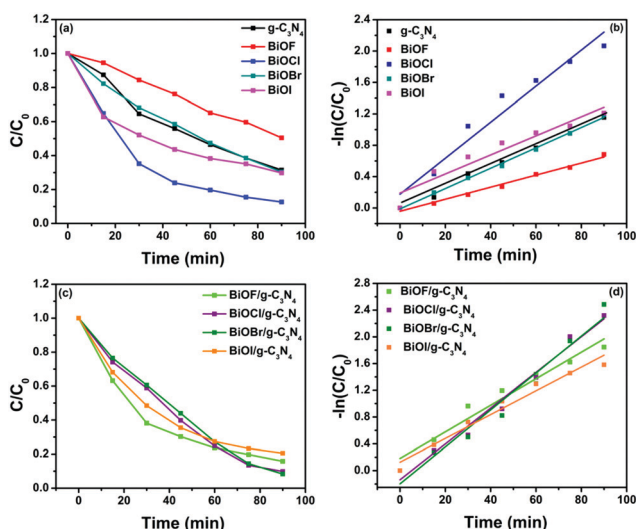 (a)
g-C₃N₄
BiOF
BiOCl
BiOBr
BiOI
C/C₀
1.2
1.0
0.8
0.6
0.4
0.2
0.0
0 20 40 60 80 100
Time (min)
(b)
g-C₃N₄
BiOF
BiOCl
BiOBr
BiOI
-ln(C/C₀)
2.4
2.0
1.6
1.2
0.8
0.4
0.0
0 20 40 60 80 100
Time (min)
(c)
BiOF/g-C₃N₄
BiOCl/g-C₃N₄
BiOBr/g-C₃N₄
BiOI/g-C₃N₄
C/C₀
1.2
1.0
0.8
0.6
0.4
0.2
0.0
0 20 40 60 80 100
Time (min)
(d)
BiOF/g-C₃N₄
BiOCl/g-C₃N₄
BiOBr/g-C₃N₄
BiOI/g-C₃N₄
-ln(C/C₀)
2.8
2.4
2.0
1.6
1.2
0.8
0.4
0.0
0 20 40 60 80 100
Time (min)